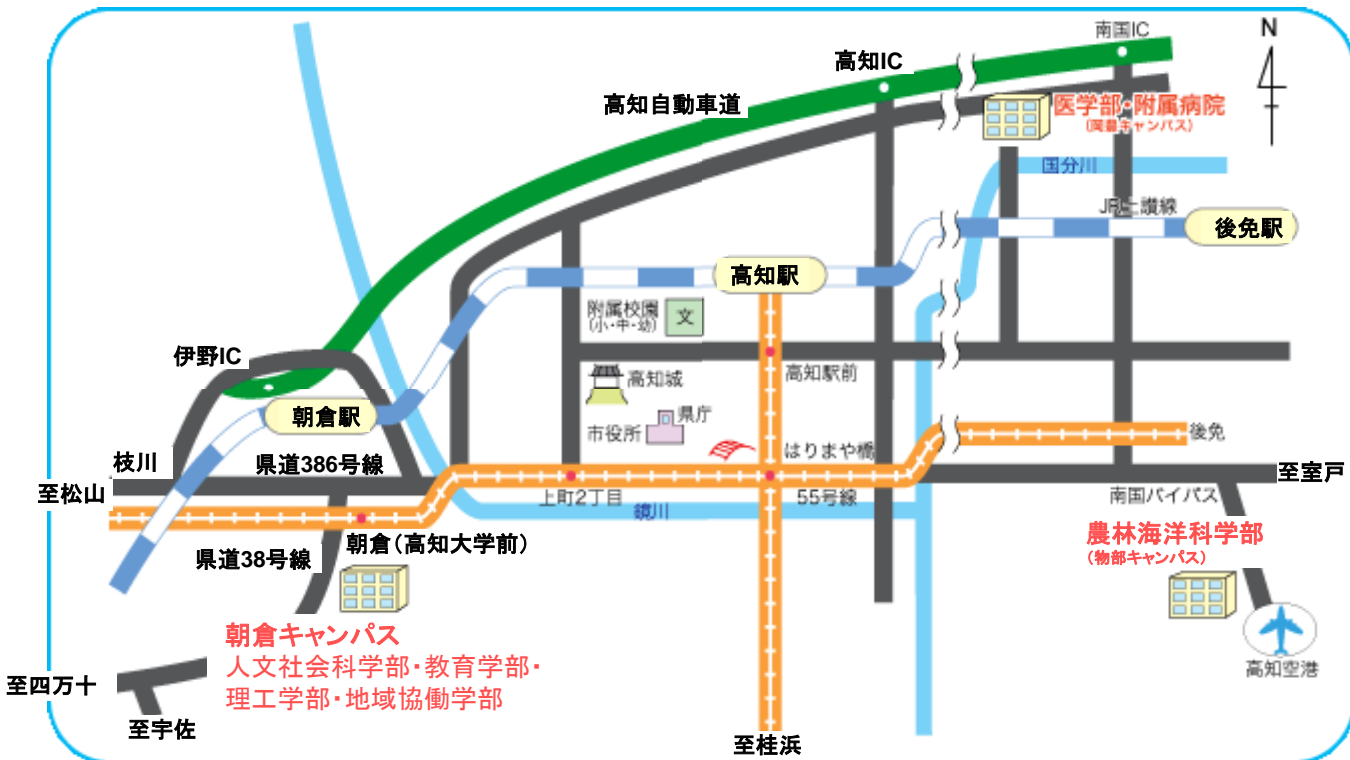 南国IC
N
高知IC
高知自動車道
医学部・附属病院
(岡豊キャンパス)
国分川
JR土讃線
後免駅
高知駅
附属校園
(小・中・幼)
文
伊野IC
高知駅前
高知城
朝倉駅
県庁
市役所
はりまや橋
後免
枝川
県道386号線
至松山
至室戸
上町2丁目
55号線
南国バイパス
鏡川
朝倉(高知大学前)
農林海洋科学部
(物部キャンパス)
県道38号線
朝倉キャンパス
人文社会科学部・教育学部・
理工学部・地域協働学部
高知空港
至四万十
至宇佐
至桂浜